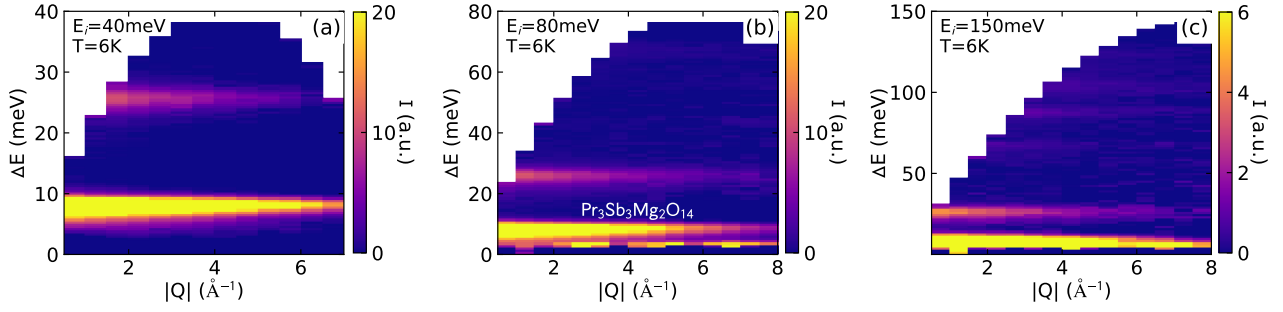 (a)
E_i=40meV
T=6K
ΔE (meV)
40
30
20
10
0
2
4
6
|Q| (Å⁻¹)
20
10
0
I (a.u.)
(b)
E_i=80meV
T=6K
Pr₃Sb₃Mg₂O₁₄
ΔE (meV)
80
60
40
20
0
2
4
6
8
|Q| (Å⁻¹)
20
10
0
I (a.u.)
(c)
E_i=150meV
T=6K
ΔE (meV)
150
100
50
2
4
6
8
|Q| (Å⁻¹)
6
4
2
0
I (a.u.)